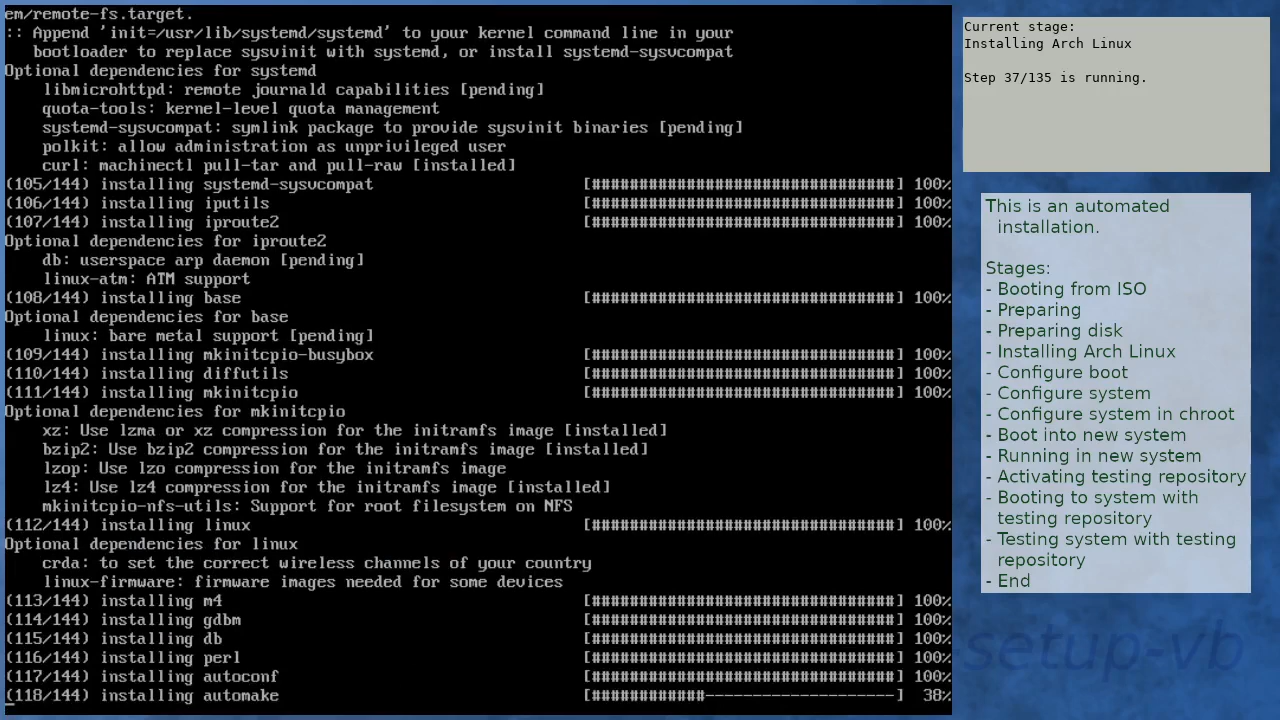 em/remote-fs.target.
:: Append 'init=/usr/lib/systemd/systemd' to your kernel command line in your
bootloader to replace sysvinit with systemd, or install systemd-sysvcompat
Optional dependencies for systemd
libmicrohttpd: remote journald capabilities [pending]
quota-tools: kernel-level quota management
systemd-sysvcompat: symlink package to provide sysvinit binaries [pending]
polkit: allow administration as unprivileged user
curl: machinectl pull-tar and pull-raw [installed]
(105/144) installing systemd-sysvcompat [################################] 100%
(106/144) installing iputils [################################] 100%
(107/144) installing iproute2 [################################] 100%
Optional dependencies for iproute2
db: userspace arp daemon [pending]
linux-atm: ATM support
(108/144) installing base [################################] 100%
Optional dependencies for base
linux: bare metal support [pending]
(109/144) installing mkinitcpio-busybox [################################] 100%
(110/144) installing diffutils [################################] 100%
(111/144) installing mkinitcpio [################################] 100%
Optional dependencies for mkinitcpio
xz: Use lzma or xz compression for the initramfs image [installed]
bzip2: Use bzip2 compression for the initramfs image [installed]
lzop: Use lzo compression for the initramfs image
lz4: Use lz4 compression for the initramfs image [installed]
mkinitcpio-nfs-utils: Support for root filesystem on NFS
(112/144) installing linux [################################] 100%
Optional dependencies for linux
crda: to set the correct wireless channels of your country
linux-firmware: firmware images needed for some devices
(113/144) installing m4 [################################] 100%
(114/144) installing gdbm [################################] 100%
(115/144) installing db [################################] 100%
(116/144) installing perl [################################] 100%
(117/144) installing autoconf [################################] 100%
(118/144) installing automake [############--------------------] 38%
Current stage:
Installing Arch Linux
Step 37/135 is running.
This is an automated
installation.
Stages:
- Booting from ISO
- Preparing
- Preparing disk
- Installing Arch Linux
- Configure boot
- Configure system
- Configure system in chroot
- Boot into new system
- Running in new system
- Activating testing repository
- Booting to system with
testing repository
- Testing system with testing
repository
- End
setup-vb